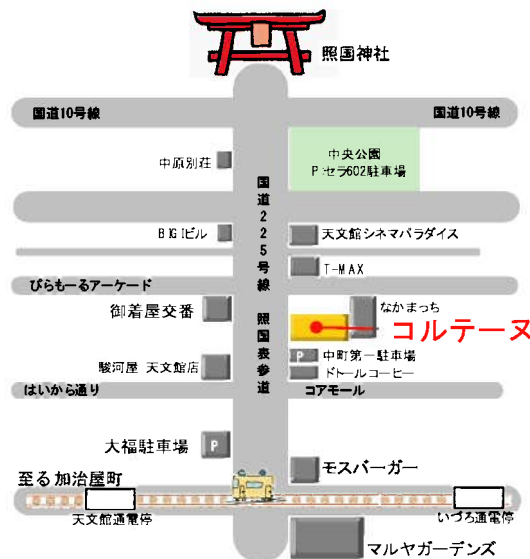 照国神社
国道10号線
国道10号線
中原別荘
中央公園
P:セラ602駐車場
国道225号線 照国表参道
BIGIビル
天文館シネマパラダイス
T-MAX
ぴらもーるアーケード
御着屋交番
なかまっち
コルテーヌ
P
中町第一駐車場
駿河屋 天文館店
ドトールコーヒー
はいから通り
コアモール
大福駐車場
P
モスバーガー
至る加治屋町
天文館通電停
いづろ通電停
マルヤガーデンズ